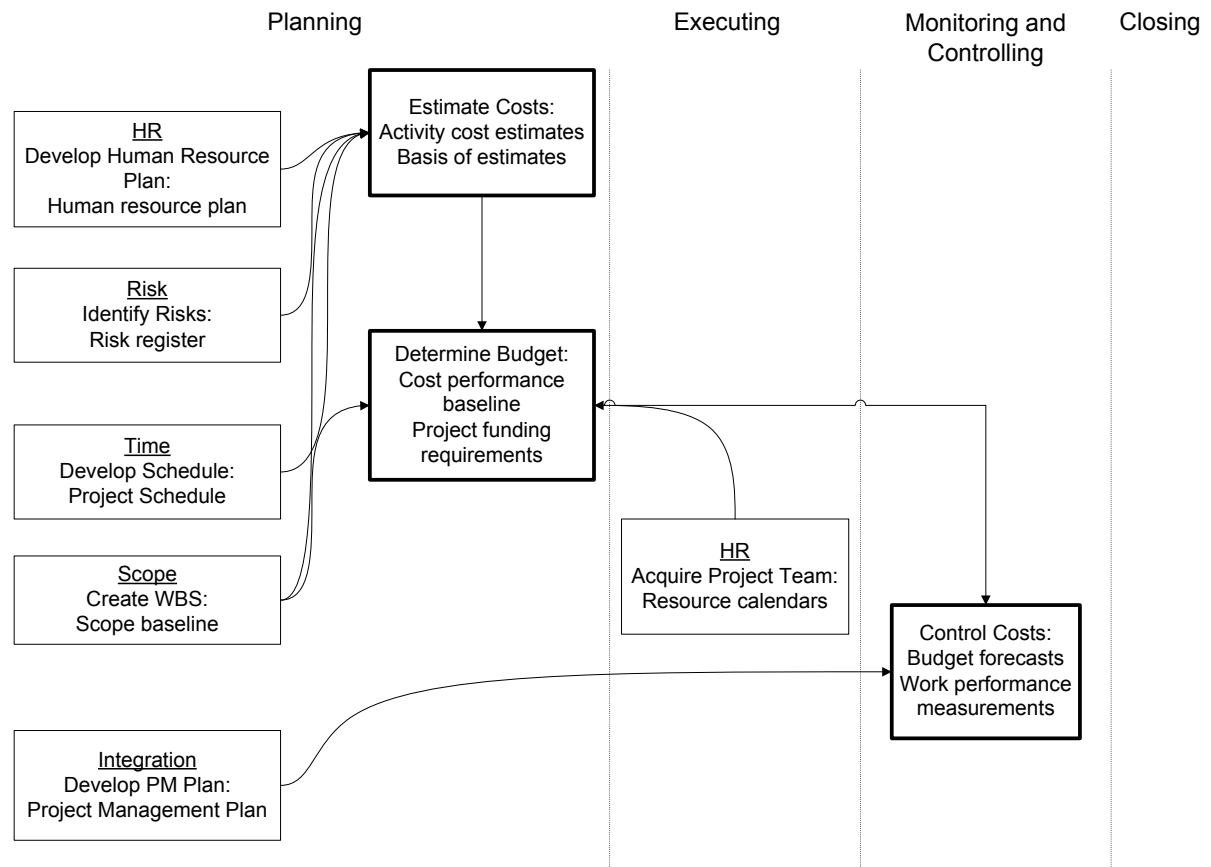 Planning
Executing
Monitoring and
Controlling
Closing
Estimate Costs:
Activity cost estimates
Basis of estimates
HR
Develop Human Resource
Plan:
Human resource plan
Risk
Identify Risks:
Risk register
Determine Budget:
Cost performance
baseline
Project funding
requirements
Time
Develop Schedule:
Project Schedule
HR
Acquire Project Team:
Resource calendars
Scope
Create WBS:
Scope baseline
Control Costs:
Budget forecasts
Work performance
measurements
Integration
Develop PM Plan:
Project Management Plan